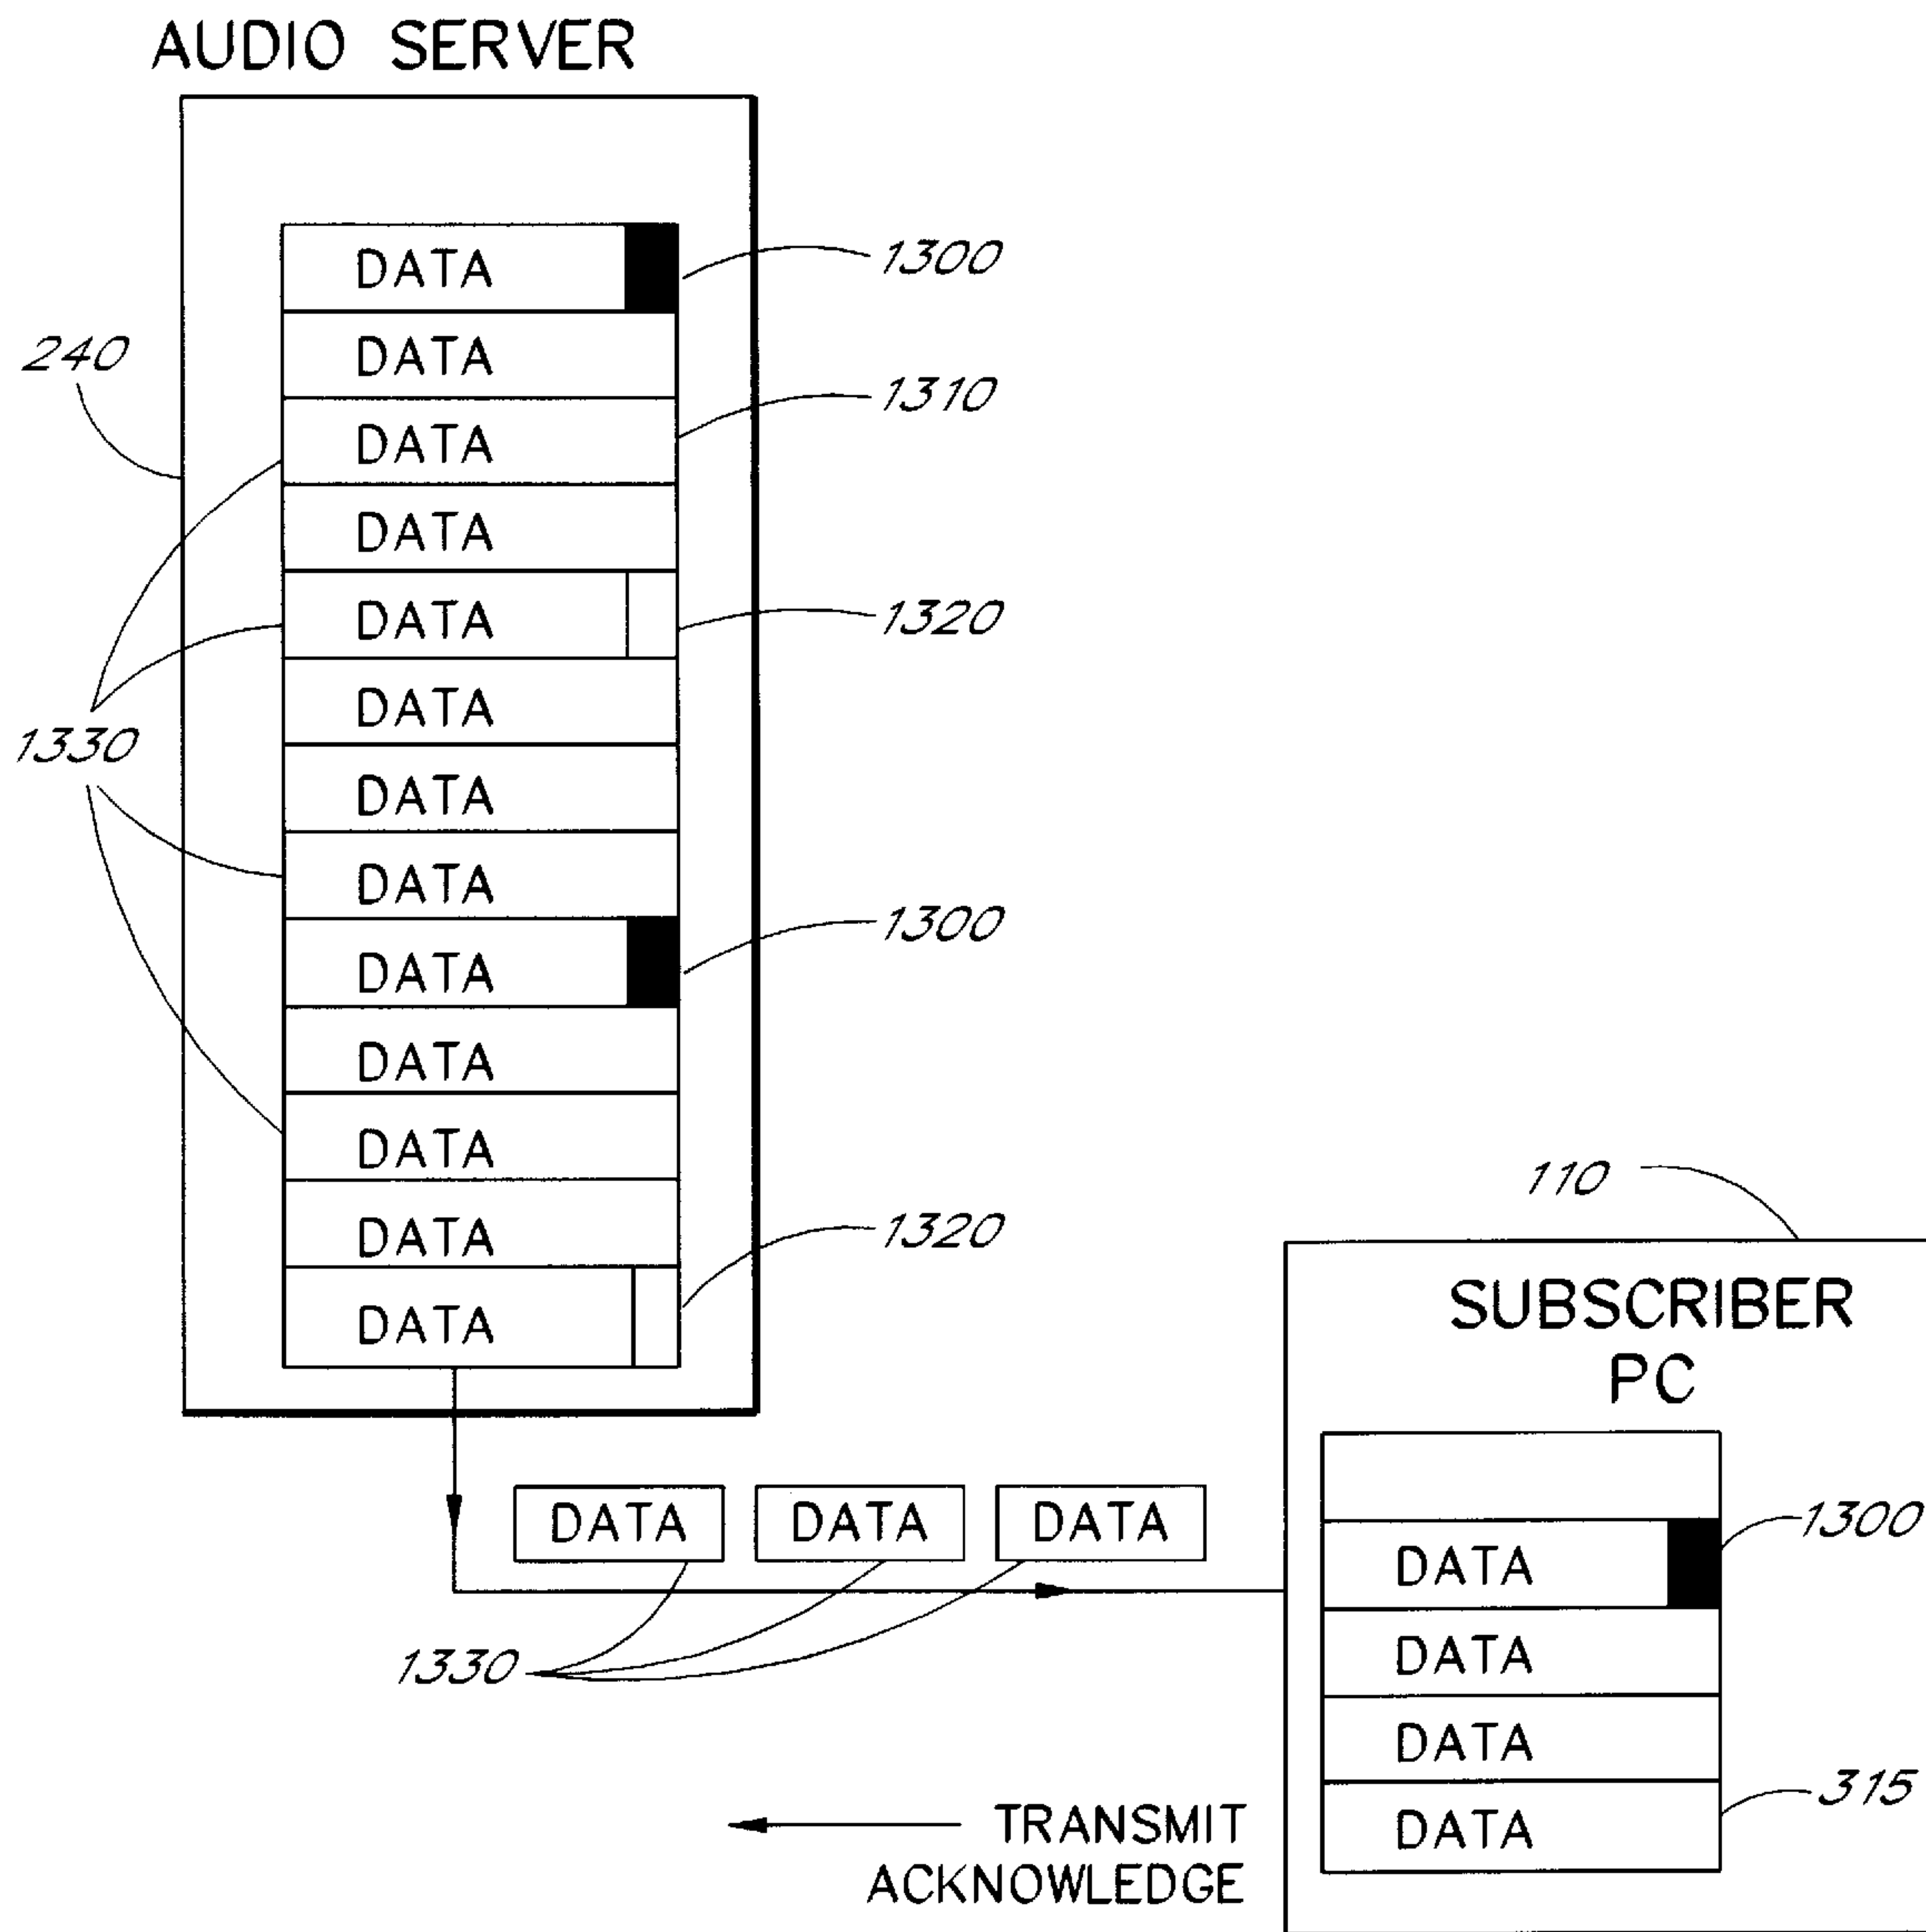 AUDIO SERVER
DATA
1300
DATA
240
DATA
1310
DATA
DATA
1320
DATA
1330
DATA
DATA
DATA
1300
DATA
DATA
DATA
1320
DATA
110
SUBSCRIBER
PC
DATA DATA DATA
1330
DATA
1300
DATA
DATA
DATA
315
TRANSMIT
ACKNOWLEDGE